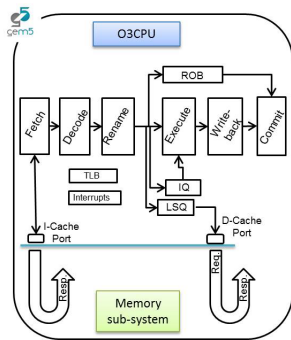 gem5
O3CPU
ROB
Fetch
Decode
Rename
Execute
Write-
back
Commit
TLB
Interrupts
IQ
LSQ
I-Cache
Port
D-Cache
Port
Resp
Req.
Resp
Memory
sub-system